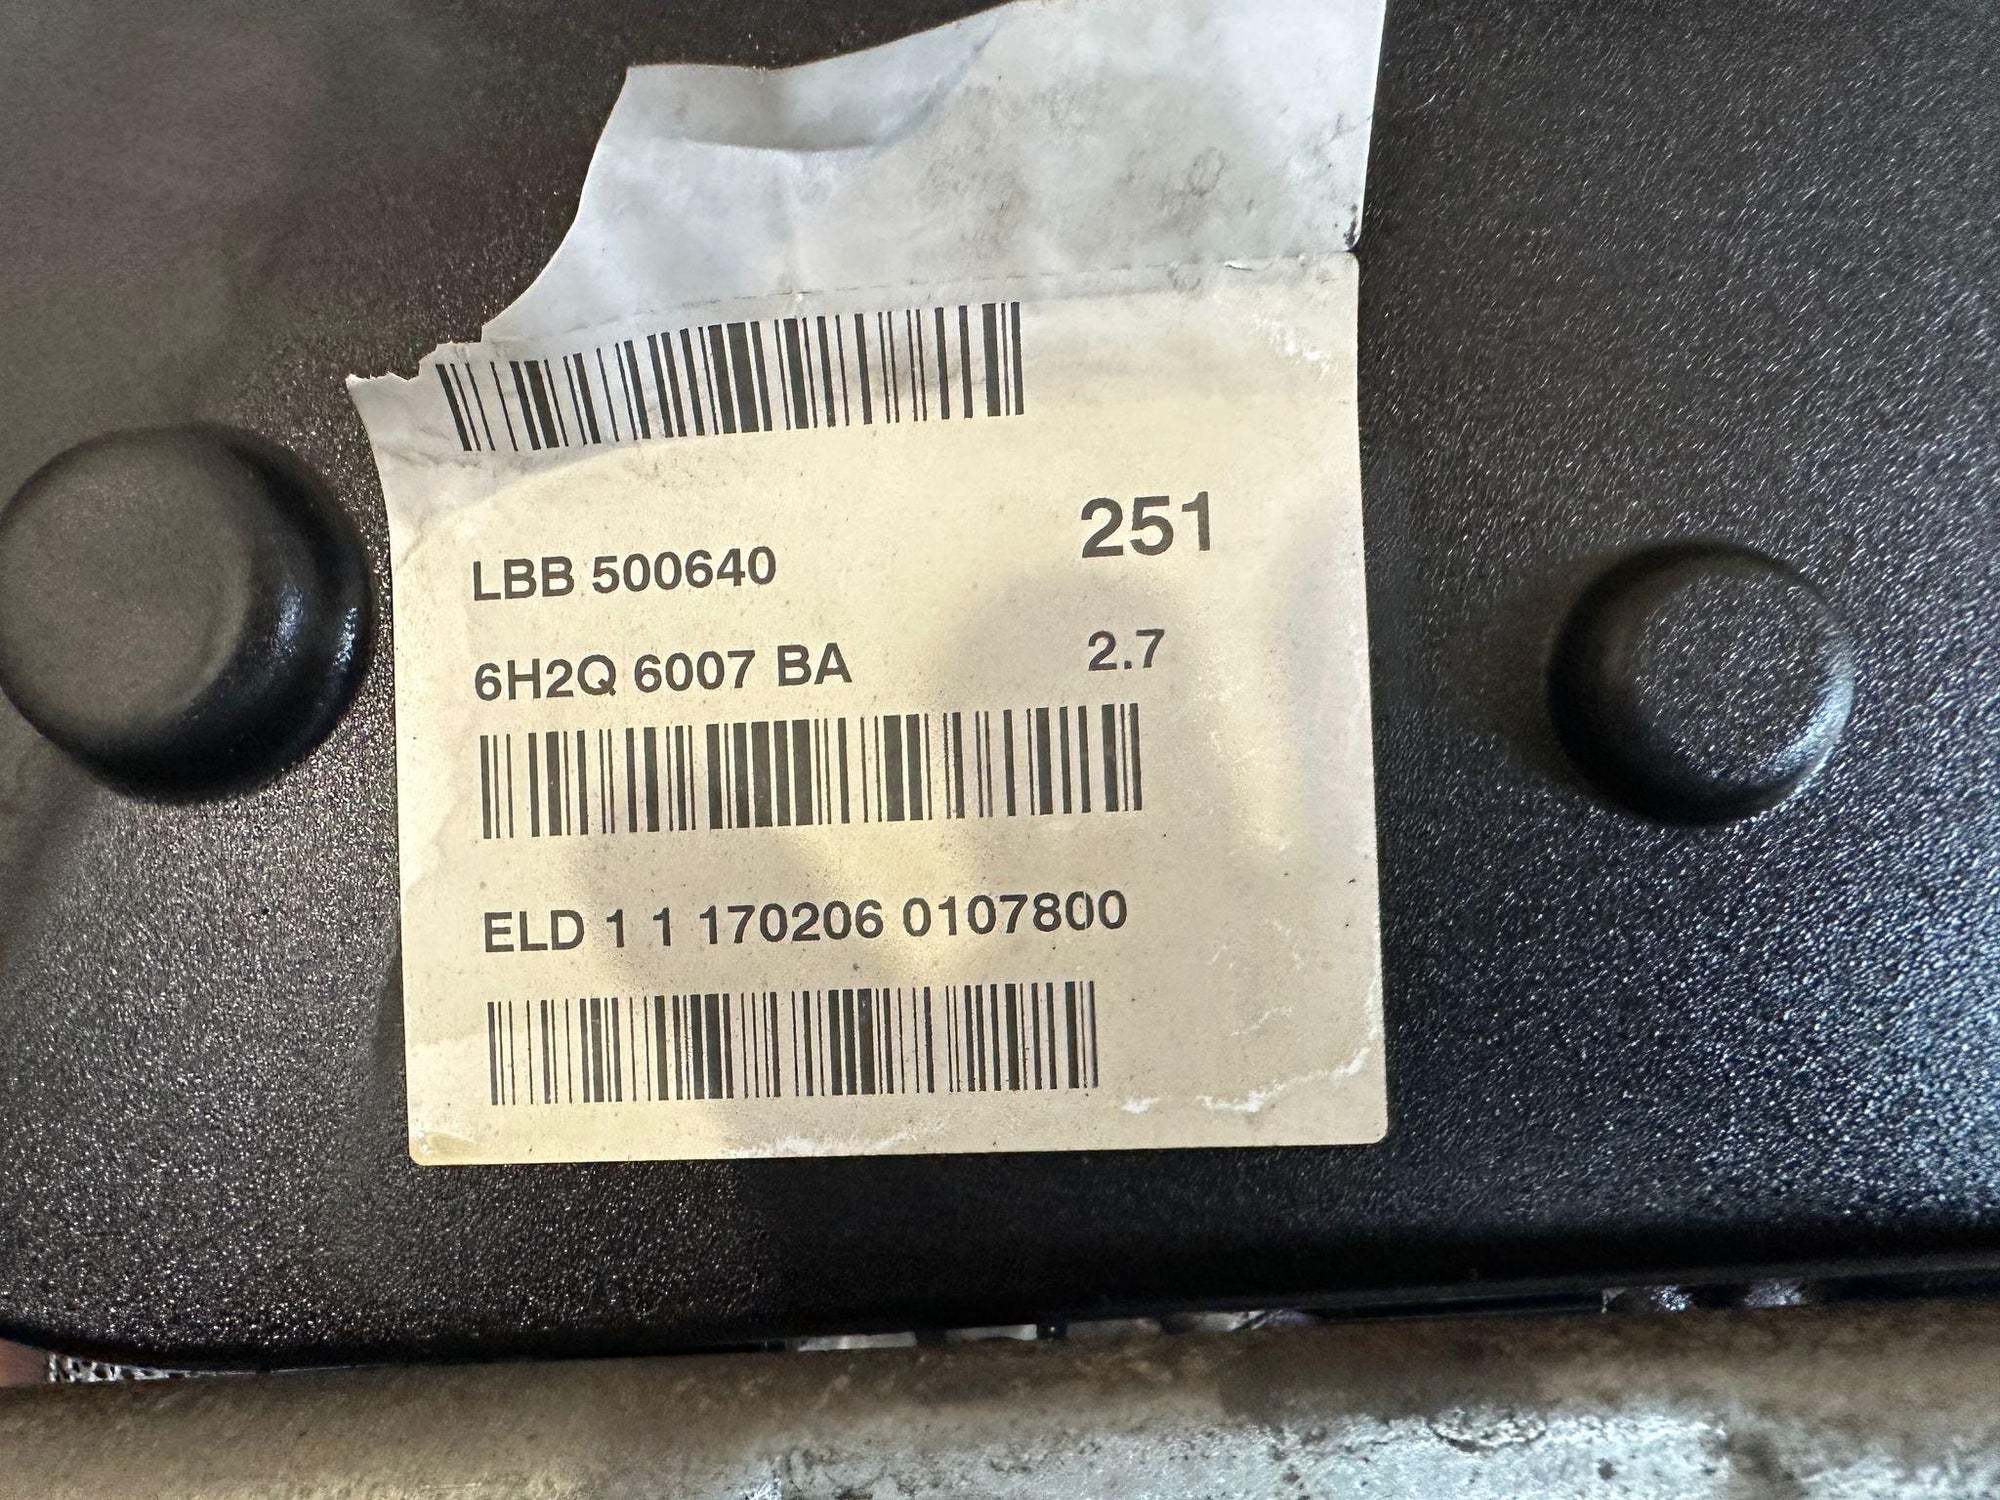 251
LBB 500640
6H2Q 6007 BA 2.7
ELD 1 1 170206 0107800